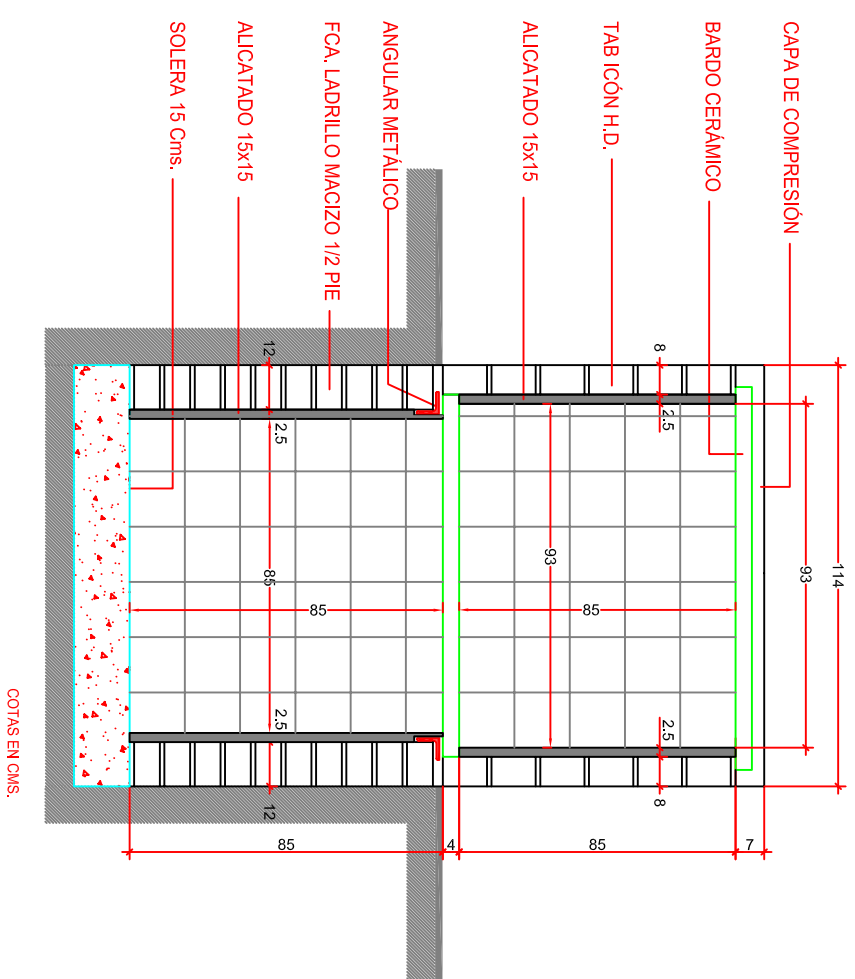 CAPA DE COMPRESIÓN
BARDO CERÁMICO
TABICÓN H.D.
ALICATADO 15x15
ANGULAR METÁLICO
FCA. LADRILLO MACIZO 1/2 PIE
ALICATADO 15x15
SOLERA 15 Cms.
114
93
8
8
2.5
2.5
93
85
12
12
2.5
2.5
85
85
7
85
4
85
COTAS EN CMS.